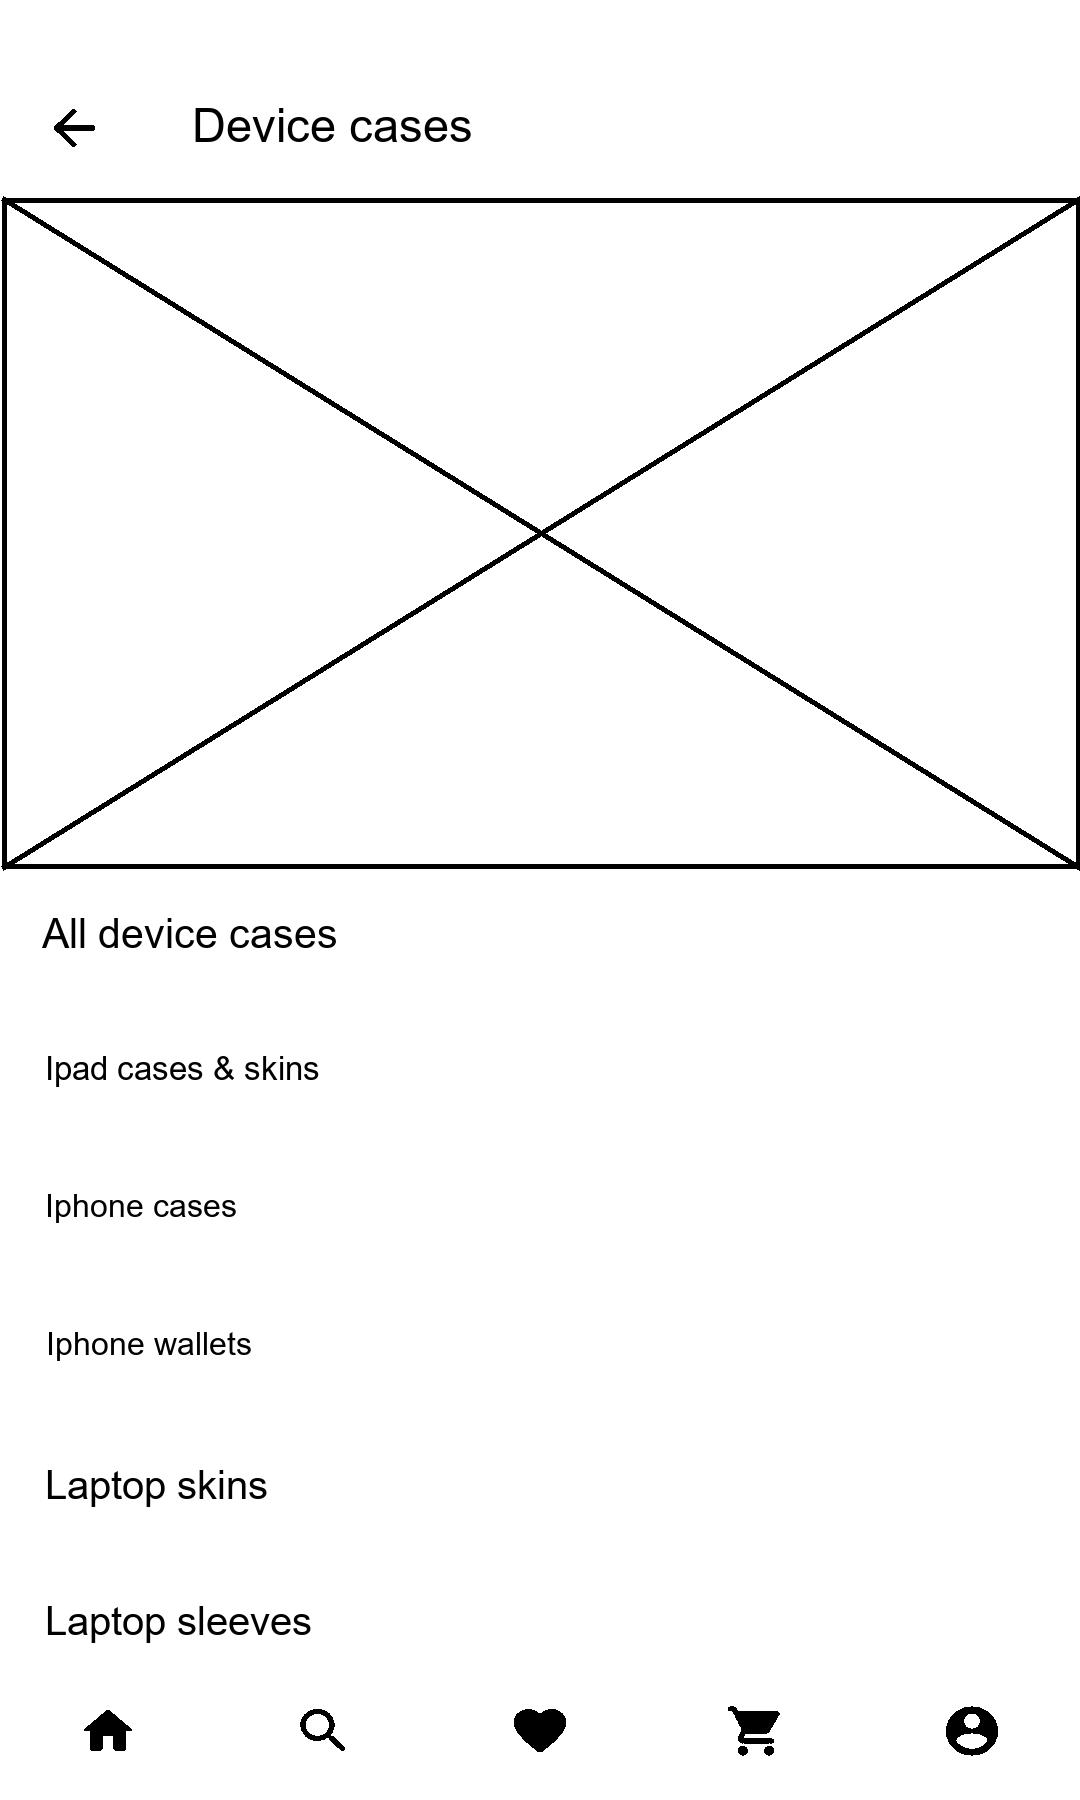 Device cases
All device cases
Ipad cases & skins
Iphone cases
Iphone wallets
Laptop skins
Laptop sleeves